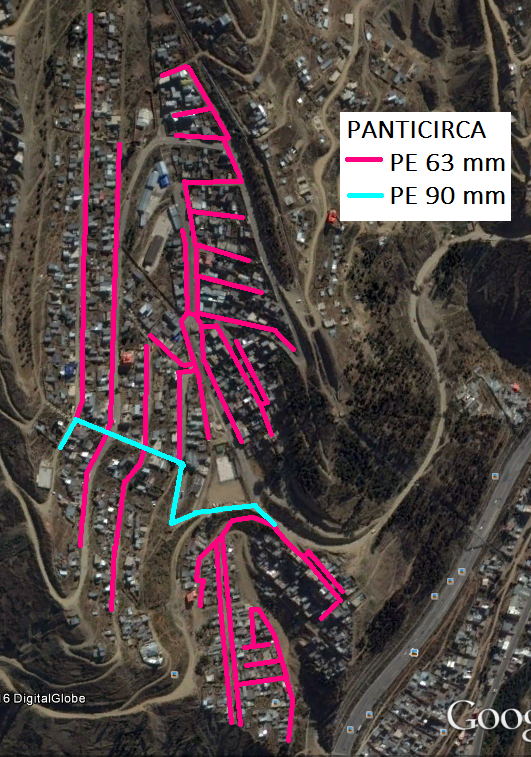 PANTICIRCA
PE 63 mm
PE 90 mm
6 DigitalGlobe
Goog